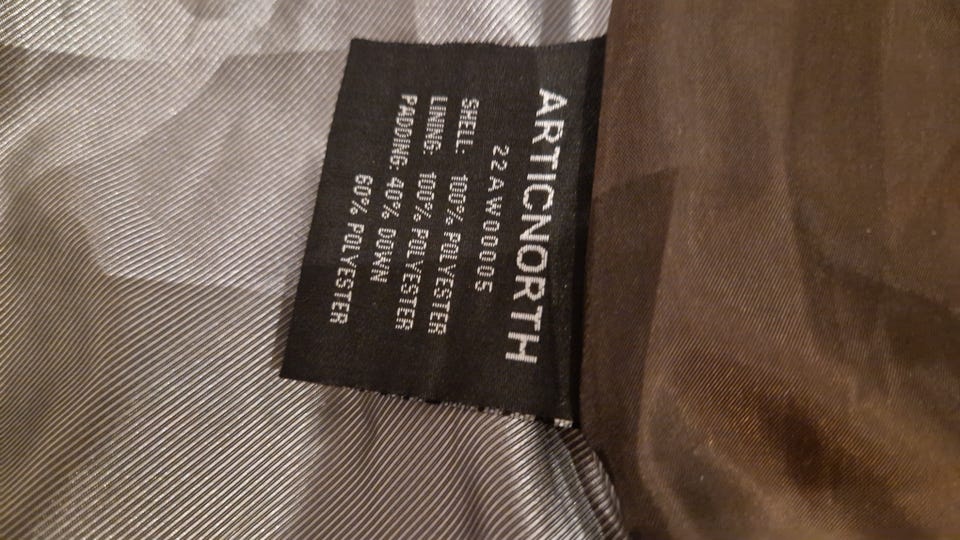 ARTICNORTH
22AW00005
SHELL: 100% POLYESTER
LINING: 100% POLYESTER
PADDING: 40% DOWN
60% POLYESTER